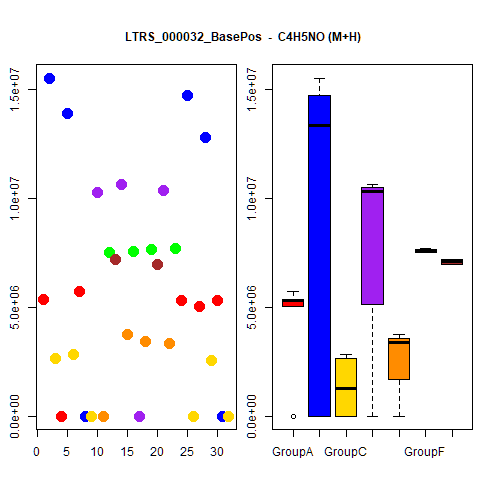 LTRS_000032_BasePos - C4H5NO (M+H)
1.5e+07
1.0e+07
5.0e+06
0.0e+00
0 5 10 15 20 25 30
1.5e+07
1.0e+07
5.0e+06
0.0e+00
GroupA GroupC GroupF